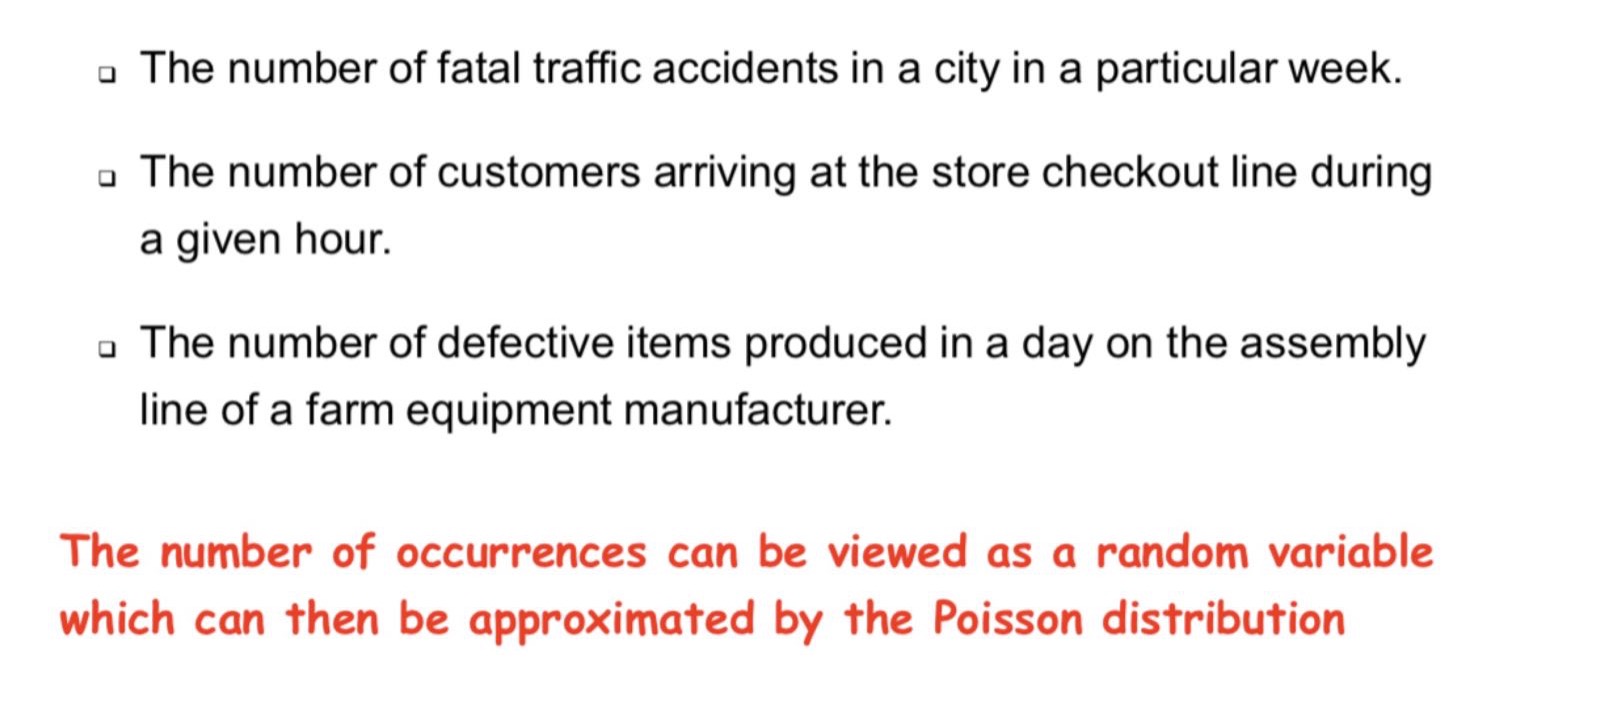 The number of fatal traffic accidents in a city in a particular week.
The number of customers arriving at the store checkout line during
a given hour.
The number of defective items produced in a day on the assembly
line of a farm equipment manufacturer.
The number of occurrences can be viewed as a random variable
which can then be approximated by the Poisson distribution